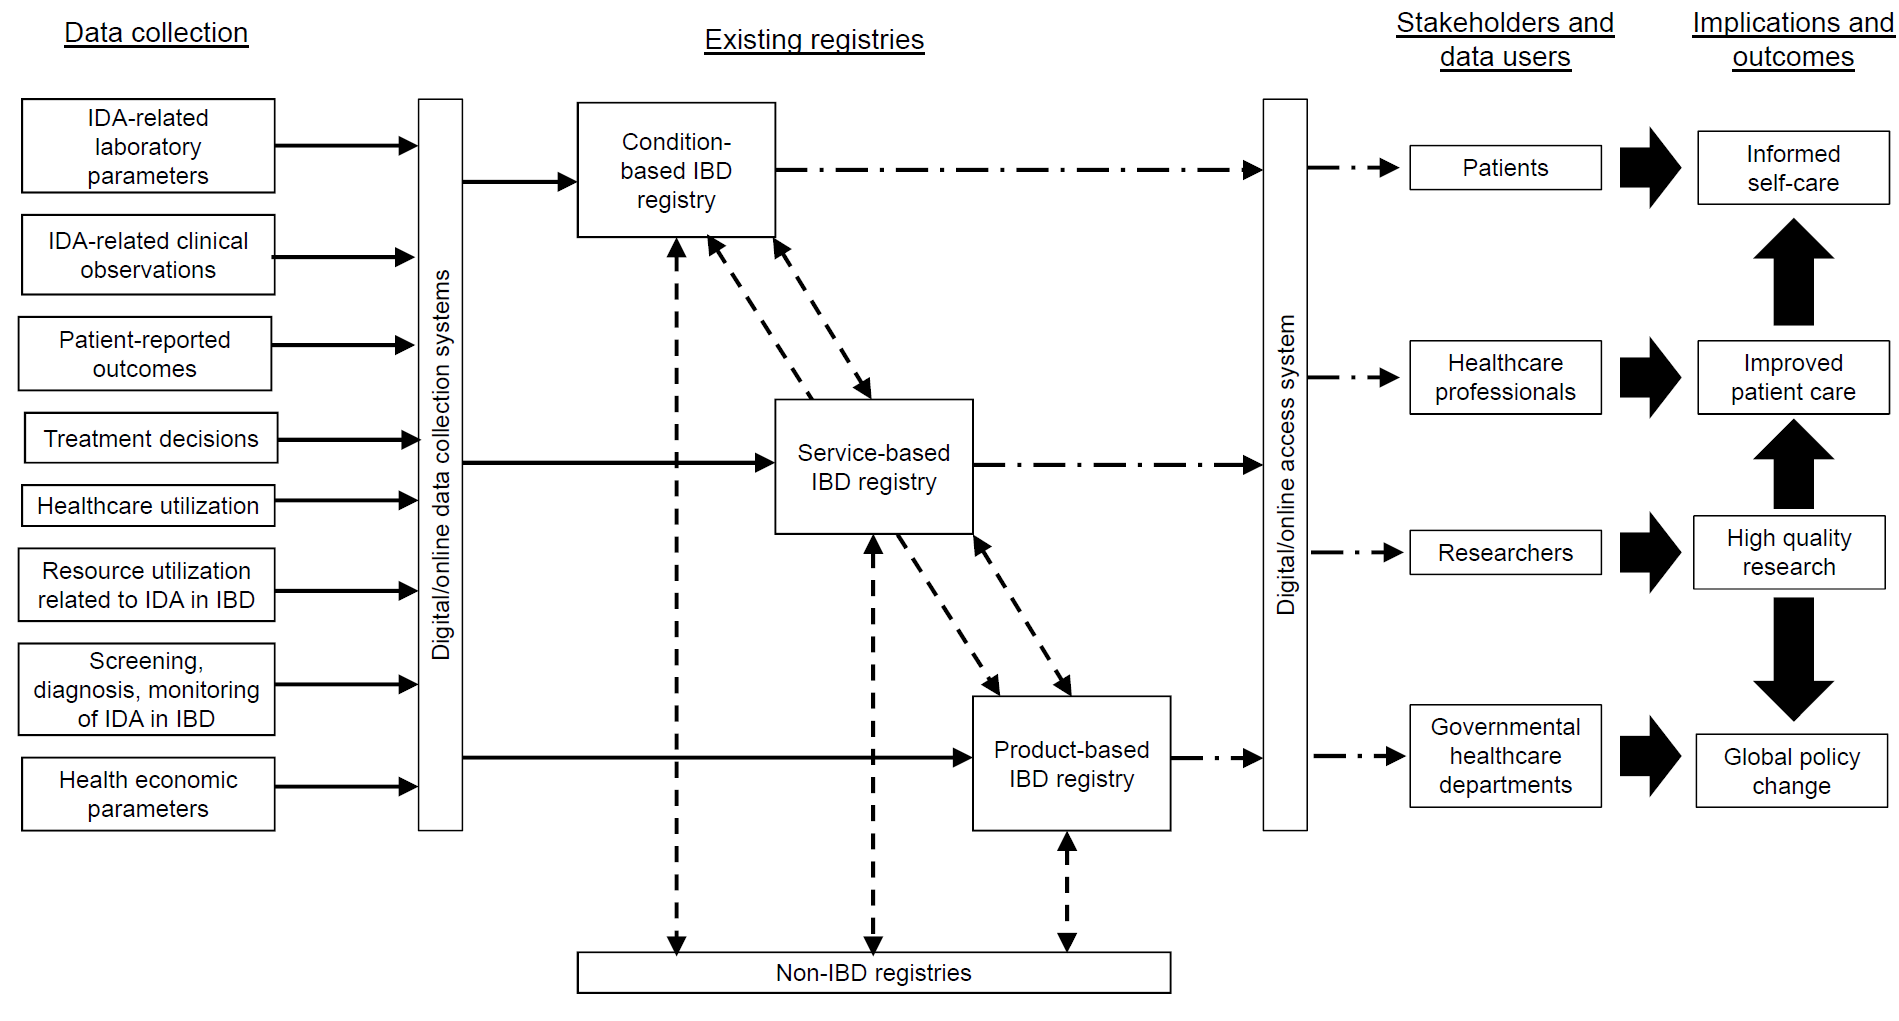 Data collection
Existing registries
Stakeholders and
data users
Implications and
outcomes
IDA-related
laboratory
parameters
IDA-related clinical
observations
Patient-reported
outcomes
Treatment decisions
Healthcare utilization
Resource utilization
related to IDA in IBD
Screening,
diagnosis, monitoring
of IDA in IBD
Health economic
parameters
Digital/online data collection systems
Condition-
based IBD
registry
Service-based
IBD registry
Product-based
IBD registry
Non-IBD registries
Digital/online access system
Patients
Healthcare
professionals
Researchers
Governmental
healthcare
departments
Informed
self-care
Improved
patient care
High quality
research
Global policy
change